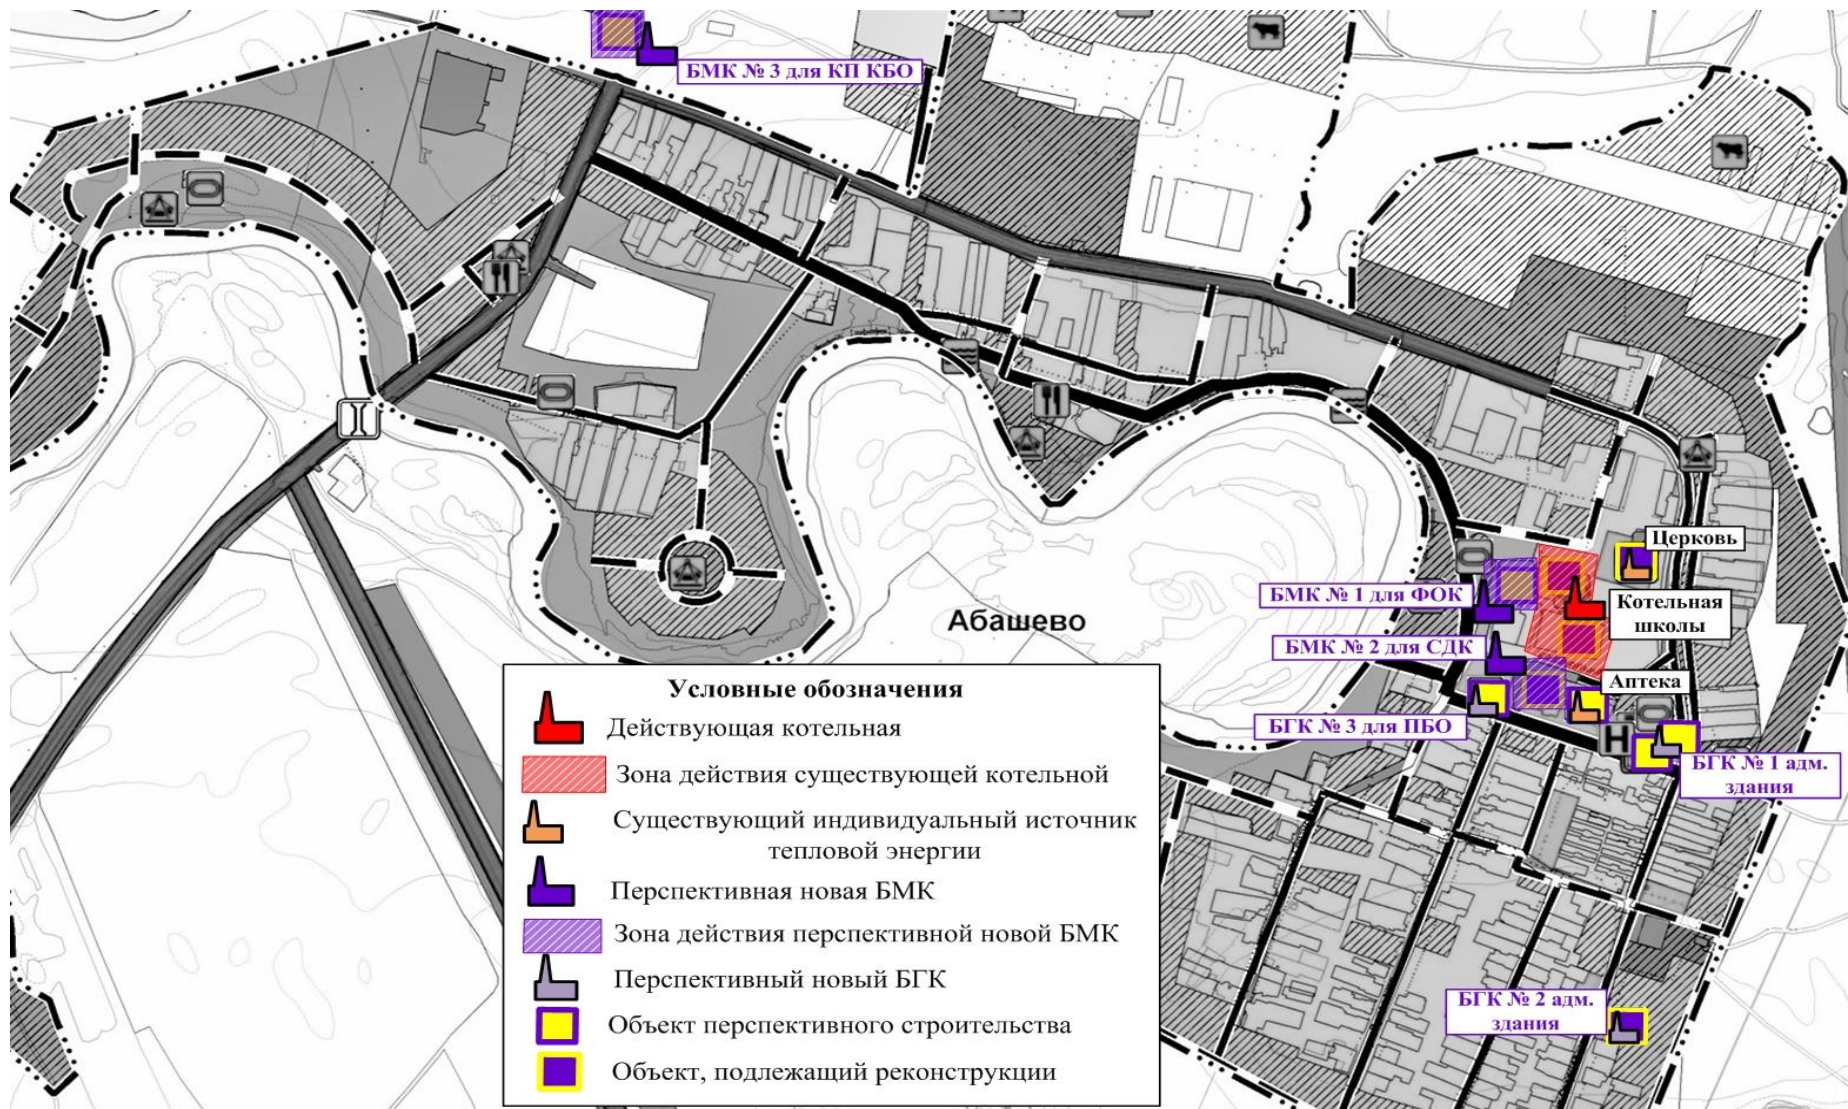 БМК № 3 для КП КБО
Церковь
БМК № 1 для ФОК
Котельная
школы
Абашево
БМК № 2 для СДК
Аптека
БГК № 3 для ПБО
Н
БГК № 1 адм.
здания
БГК № 2 адм.
здания
Условные обозначения
Действующая котельная
Зона действия существующей котельной
Существующий индивидуальный источник
тепловой энергии
Перспективная новая БМК
Зона действия перспективной новой БМК
Перспективный новый БГК
Объект перспективного строительства
Объект, подлежащий реконструкции